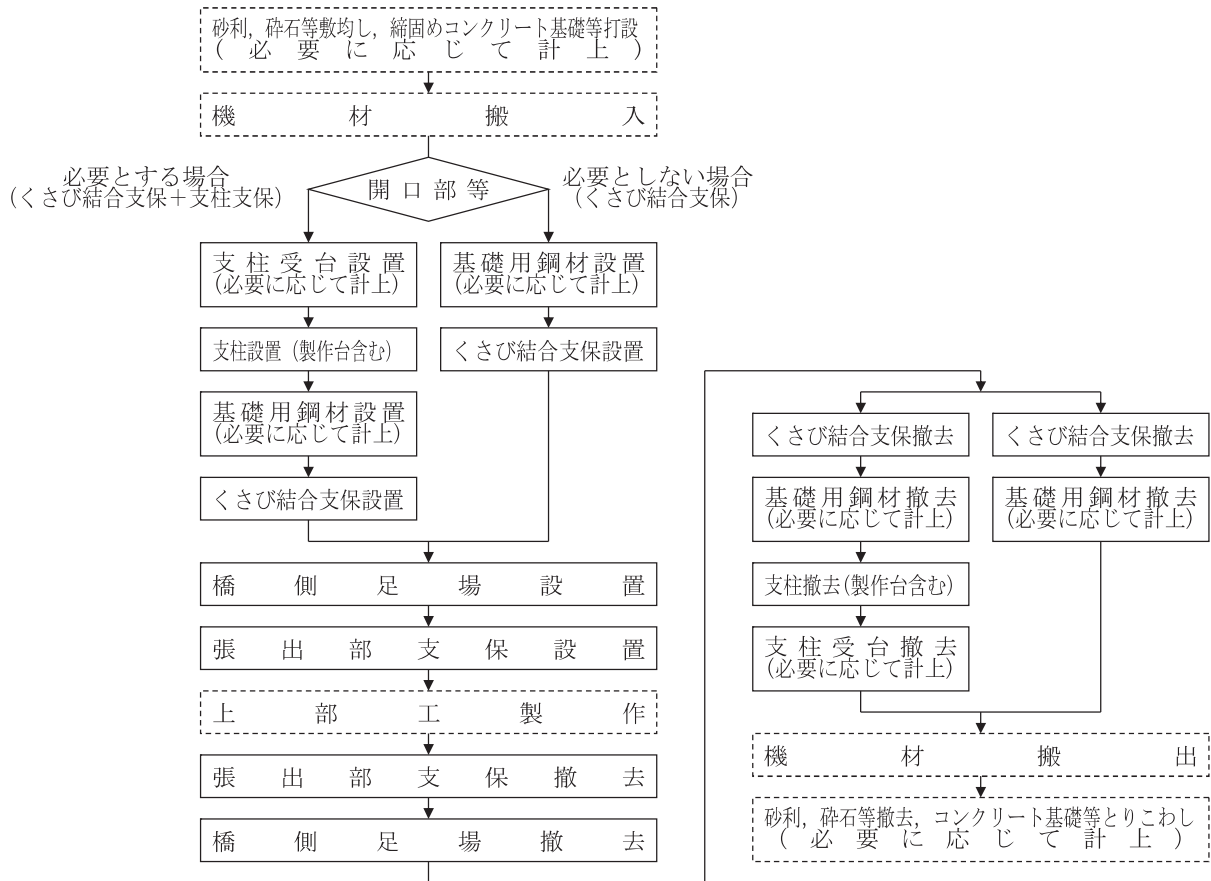 砂利，砕石等敷均し，締固めコンクリート基礎等打設
（必要に応じて計上）
機材搬入
必要とする場合
（くさび結合支保＋支柱支保）
開口部等
必要としない場合
（くさび結合支保）
支柱受台設置
（必要に応じて計上）
基礎用鋼材設置
（必要に応じて計上）
支柱設置（製作台含む）
くさび結合支保設置
基礎用鋼材設置
（必要に応じて計上）
くさび結合支保設置
橋側足場設置
張出部支保設置
上部工製作
張出部支保撤去
橋側足場撤去
くさび結合支保撤去
くさび結合支保撤去
基礎用鋼材撤去
（必要に応じて計上）
基礎用鋼材撤去
（必要に応じて計上）
支柱撤去（製作台含む）
支柱受台撤去
（必要に応じて計上）
機材搬出
砂利，砕石等撤去，コンクリート基礎等とりこわし
（必要に応じて計上）